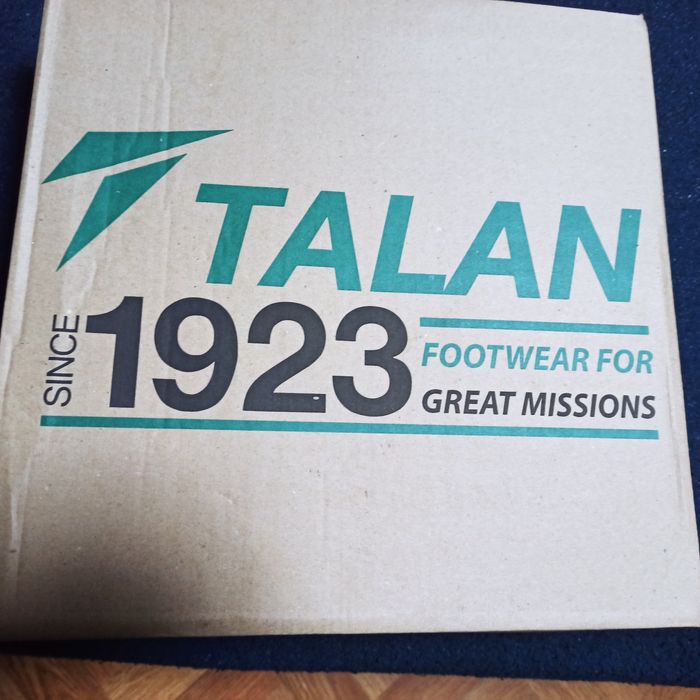 TALAN
SINCE 1923
FOOTWEAR FOR
GREAT MISSIONS